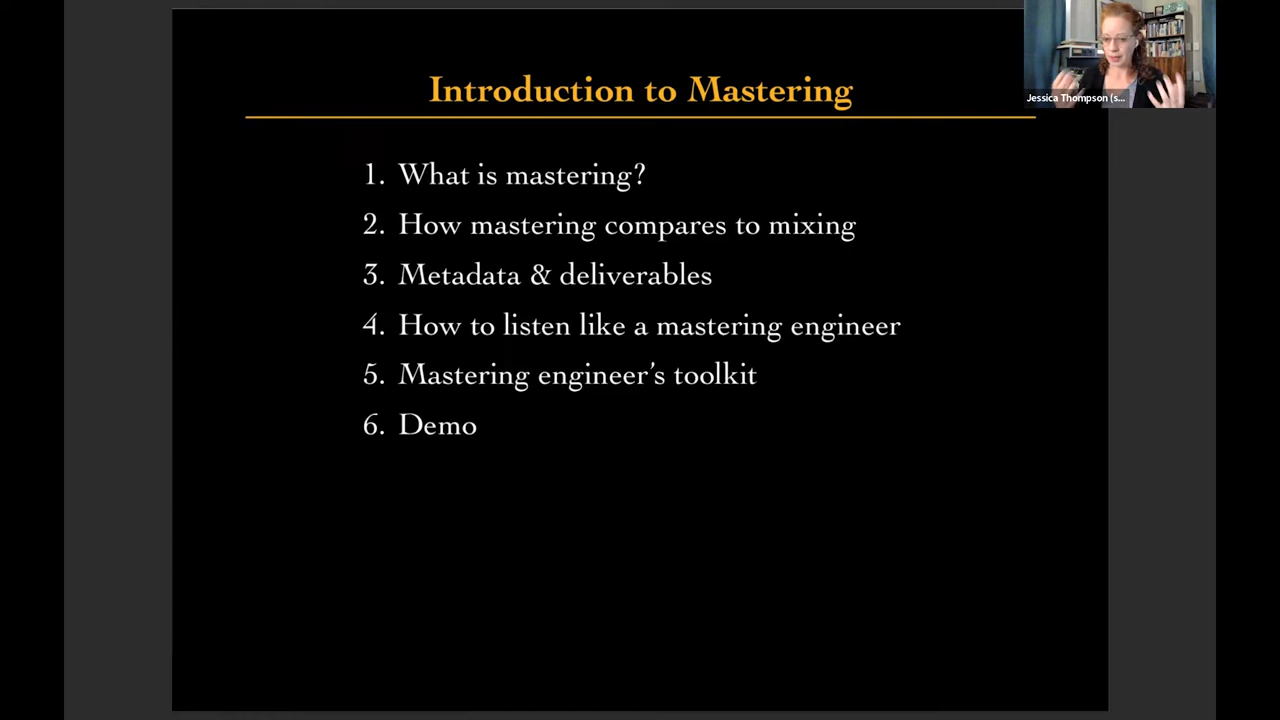 Introduction to Mastering
Jessica Thompson (s...
1. What is mastering?
2. How mastering compares to mixing
3. Metadata & deliverables
4. How to listen like a mastering engineer
5. Mastering engineer’s toolkit
6. Demo